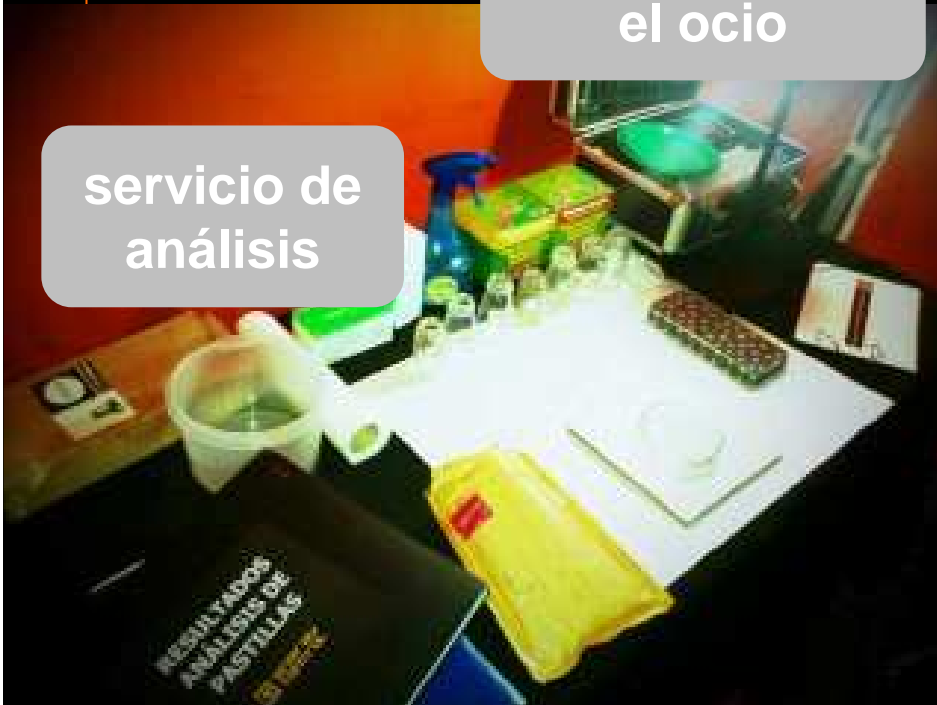 el ocio
servicio de
análisis
RESULTADOS
ANÁLISIS DE
PASTILLAS